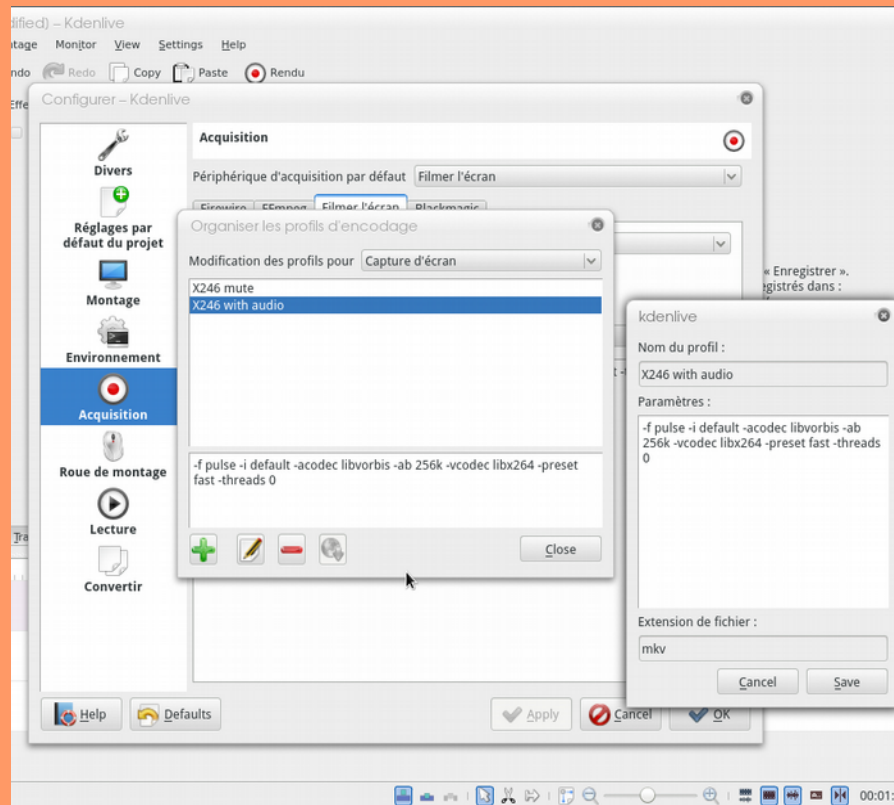 dified) – Kdenlive
tage Monitor View Settings Help
ndo Redo Copy Paste Rendu
Effe
Configurer – Kdenlive
Acquisition
Périphérique d'acquisition par défaut Filmer l'écran
Firewire FFmpeg Filmer l'écran Blackmagic
Divers
Réglages par
défaut du projet
Montage
Environnement
Acquisition
Roue de montage
Lecture
Convertir
Organiser les profils d'encodage
Modification des profils pour Capture d'écran
X246 mute
X246 with audio
-f pulse -i default -acodec libvorbis -ab 256k -vcodec libx264 -preset
fast -threads 0
Close
« Enregistrer ».
egistrés dans :
kdenlive
Nom du profil :
X246 with audio
Paramètres :
-f pulse -i default -acodec libvorbis -ab
256k -vcodec libx264 -preset fast -threads
0
Extension de fichier :
mkv
Cancel Save
Tra
Help Defaults Apply Cancel OK
00:01: